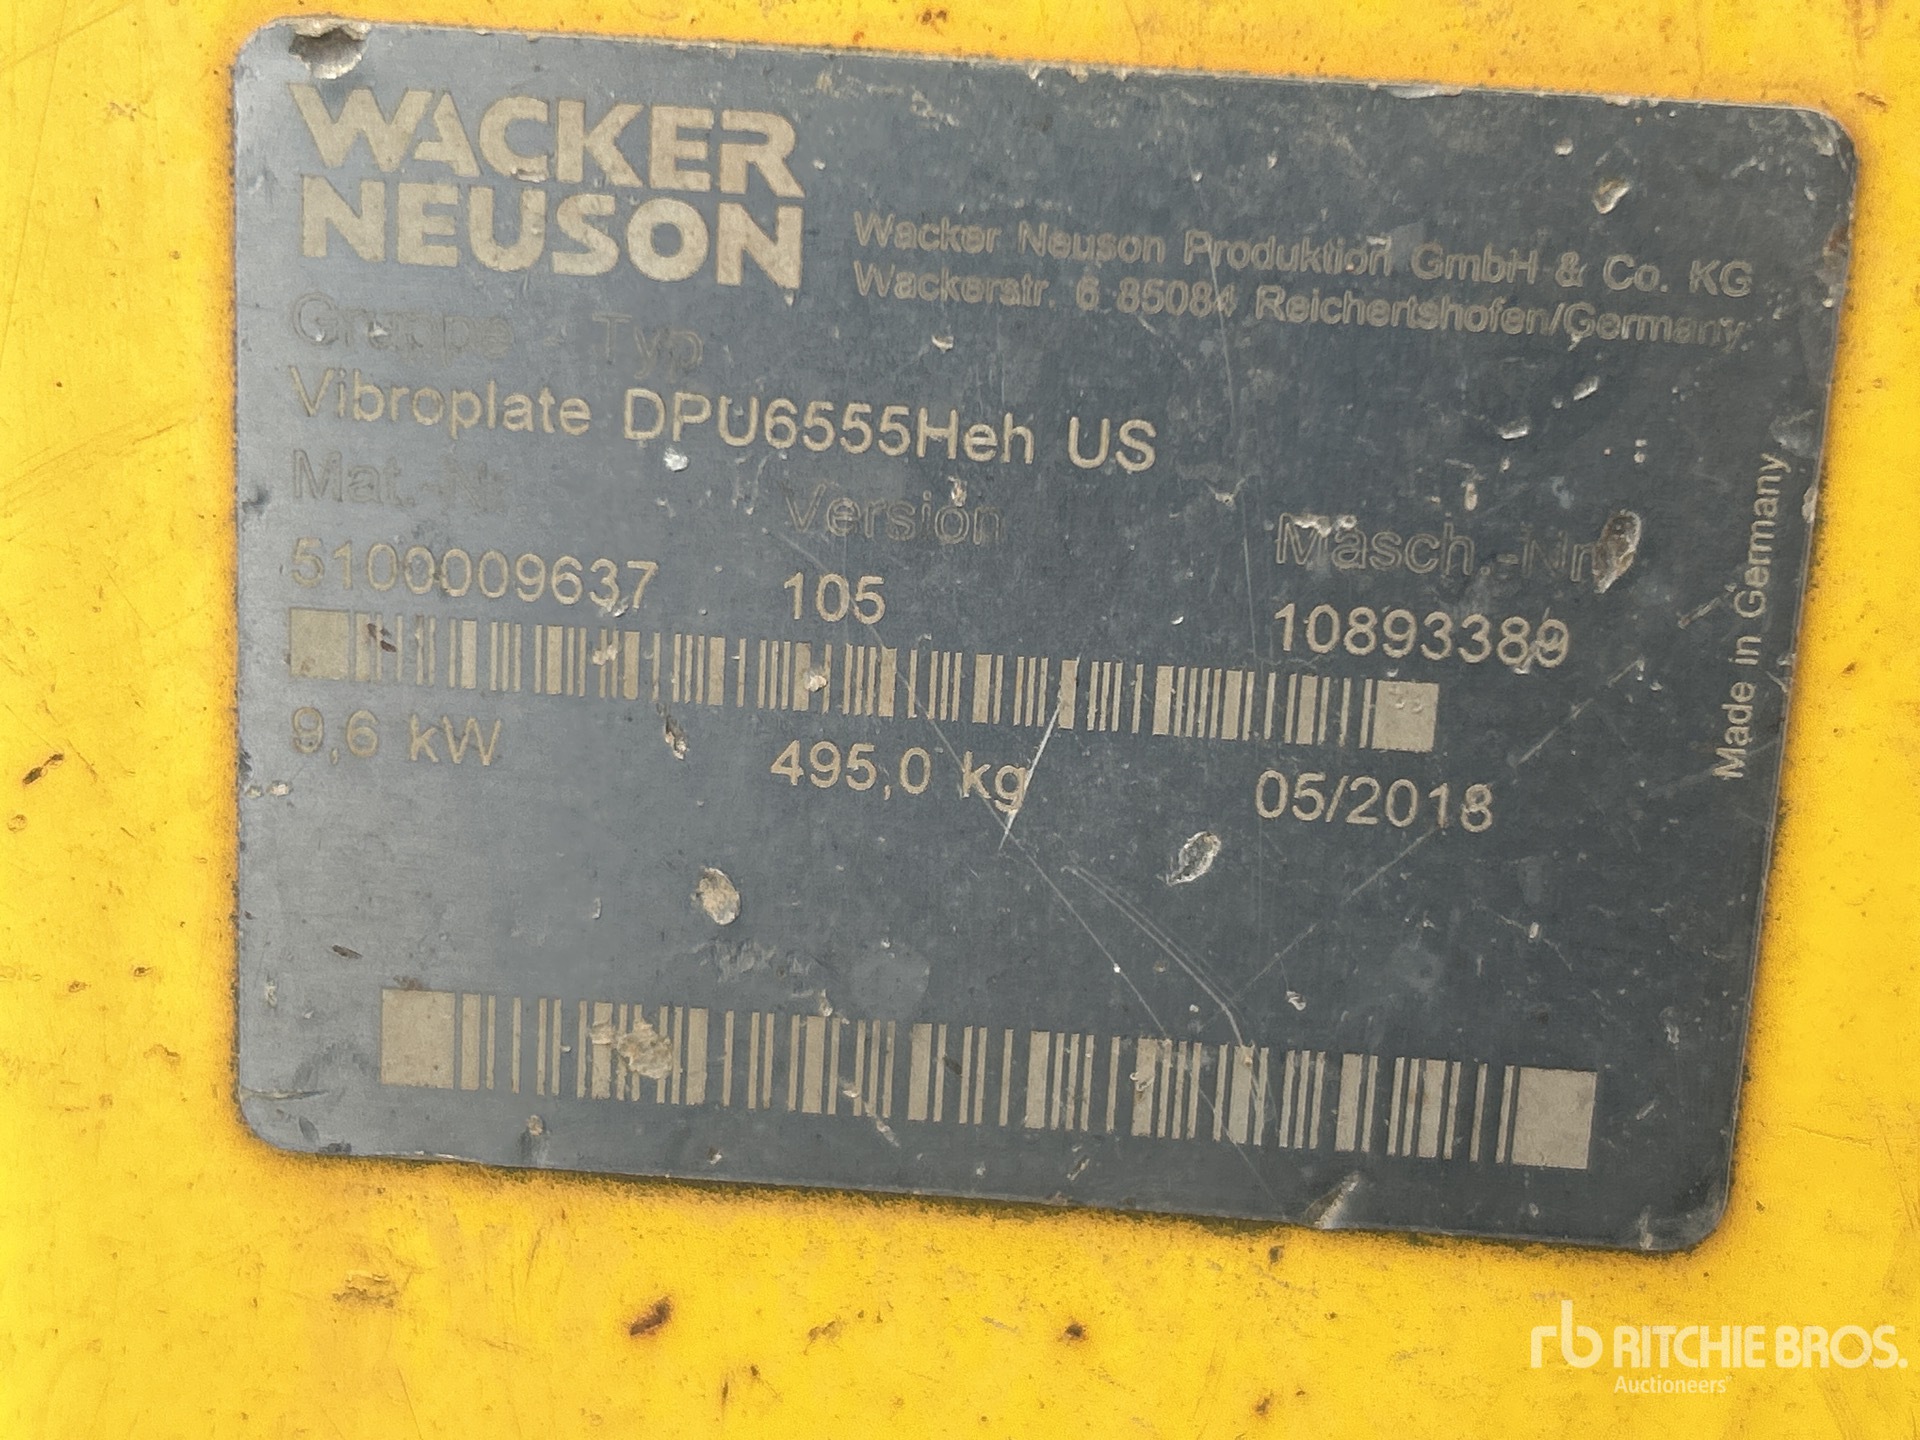 WACKER
NEUSON
Wacker Neuson Produktion GmbH & Co. KG
Wackerstr. 6 85084 Reichertshofen/Germany
Gruppe - Typ
Vibroplate DPU6555Heh US
Mat.-Nr. Version Masch.-Nr.
5100009637 105 10893389
9,6 kW 495,0 kg 05/2018
Made in Germany
rb RITCHIE BROS.
Auctioneers